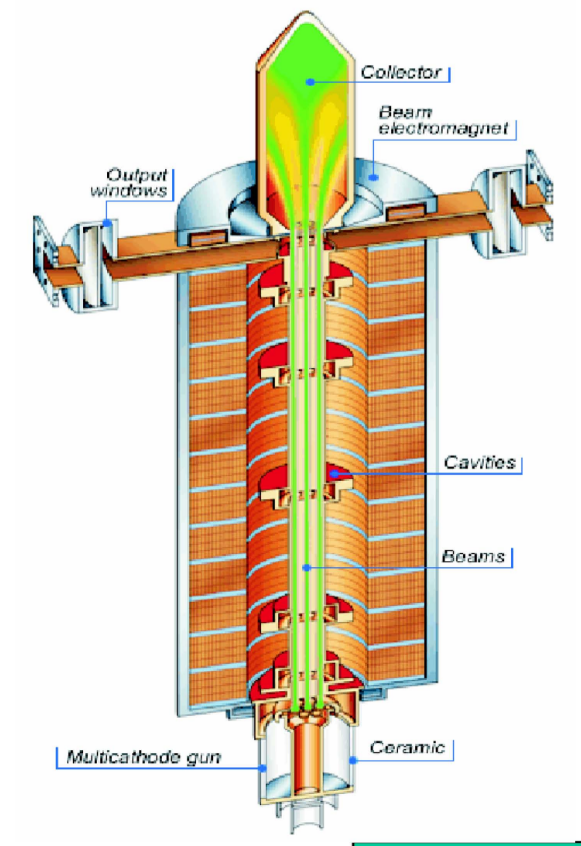 Collector
Beam
electromagnet
Output
windows
Cavities
Beams
Multicathode gun
Ceramic